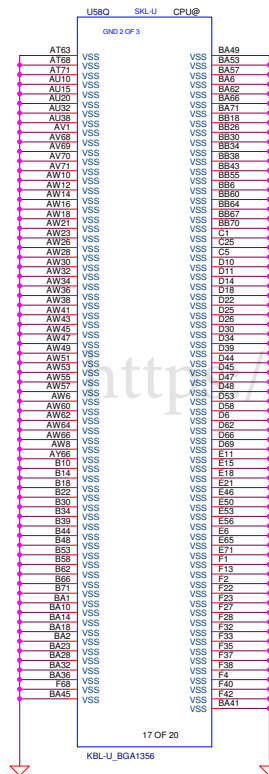 U58Q SKL-U CPU@
GND 2 OF 3
AT63 VSS VSS BA49
AT68 VSS VSS BA53
AT71 VSS VSS BA57
AU10 VSS VSS BA6
AU15 VSS VSS BA62
AU20 VSS VSS BA66
AU32 VSS VSS BA71
AU38 VSS VSS BB18
AV1 VSS VSS BB26
AV68 VSS VSS BB30
AV69 VSS VSS BB34
AV70 VSS VSS BB38
AV71 VSS VSS BB43
AW10 VSS VSS BB55
AW12 VSS VSS BB6
AW14 VSS VSS BB60
AW16 VSS VSS BB64
AW18 VSS VSS BB67
AW21 VSS VSS BB70
AW23 VSS VSS C1
AW26 VSS VSS C25
AW28 VSS VSS C5
AW30 VSS VSS D10
AW32 VSS VSS D11
AW34 VSS VSS D14
AW36 VSS VSS D18
AW38 VSS VSS D22
AW41 VSS VSS D25
AW43 VSS VSS D26
AW45 VSS VSS D30
AW47 VSS VSS D34
AW49 VSS VSS D39
AW51 VSS VSS D44
AW53 VSS VSS D45
AW55 VSS VSS D47
AW57 VSS VSS D48
AW6 VSS VSS D53
AW60 VSS VSS D58
AW62 VSS VSS D6
AW64 VSS VSS D62
AW66 VSS VSS D66
AW8 VSS VSS D69
AY66 VSS VSS E11
B10 VSS VSS E15
B14 VSS VSS E18
B18 VSS VSS E21
B22 VSS VSS E46
B30 VSS VSS E50
B34 VSS VSS E53
B39 VSS VSS E56
B44 VSS VSS E6
B48 VSS VSS E65
B53 VSS VSS E71
B58 VSS VSS F1
B62 VSS VSS F13
B66 VSS VSS F2
B71 VSS VSS F22
BA1 VSS VSS F23
BA10 VSS VSS F27
BA14 VSS VSS F28
BA18 VSS VSS F32
BA2 VSS VSS F33
BA23 VSS VSS F35
BA28 VSS VSS F37
BA32 VSS VSS F38
BA36 VSS VSS F4
F68 VSS VSS F40
BA45 VSS VSS F42
VSS BA41
https:/
17 OF 20
KBL-U_BGA1356